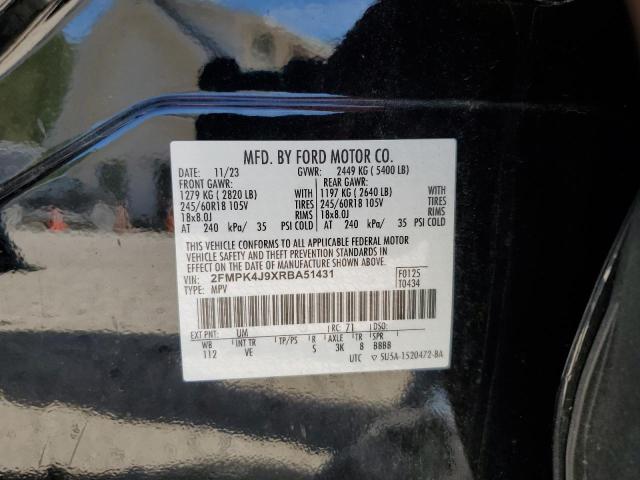 MFD. BY FORD MOTOR CO.
DATE: 11/23 GVWR: 2449 KG ( 5400 LB)
FRONT GAWR: REAR GAWR:
1279 KG ( 2820 LB) WITH 1197 KG ( 2640 LB) WITH
245/60R18 105V TIRES 245/60R18 105V TIRES
18x8.0J RIMS 18x8.0J RIMS
AT 240 kPa/ 35 PSI COLD AT 240 kPa/ 35 PSI COLD
THIS VEHICLE CONFORMS TO ALL APPLICABLE FEDERAL MOTOR
VEHICLE SAFETY AND THEFT PREVENTION STANDARDS IN
EFFECT ON THE DATE OF MANUFACTURE SHOWN ABOVE.
VIN: 2FMPK4J9XRBA51431 F0125
TYPE: MPV T0434
EXT PNT: UM RC: 71 DSO:
WB INT TR TP/PS R AXLE TR SPR
112 VE S 3K 8 BBBB
UTC 5U5A-1520472-BA